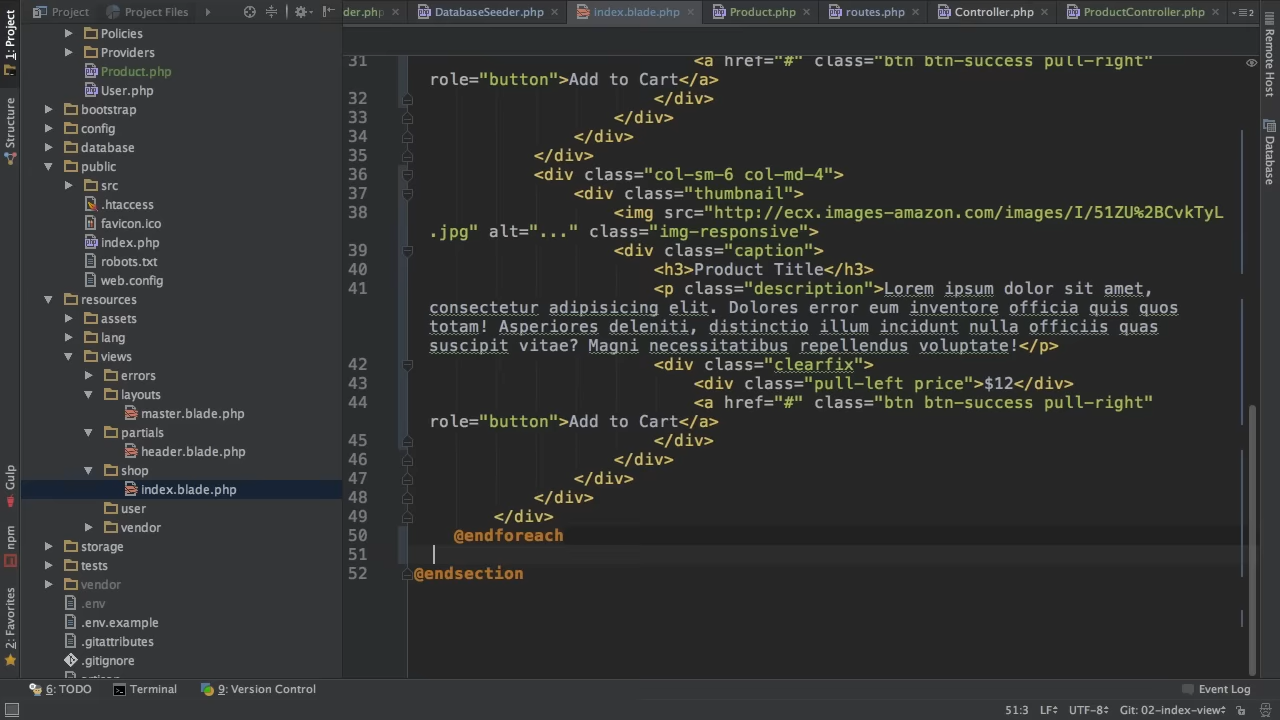 1: Project
Structure
Gulp
npm
2: Favorites
Project
Project Files
der.php
DatabaseSeeder.php
index.blade.php
Product.php
routes.php
Controller.php
ProductController.php
2
Policies
Providers
Product.php
User.php
bootstrap
config
database
public
src
.htaccess
favicon.ico
index.php
robots.txt
web.config
resources
assets
lang
views
errors
layouts
master.blade.php
partials
header.blade.php
shop
index.blade.php
user
vendor
storage
tests
vendor
.env
.env.example
.gitattributes
.gitignore
31 <a href="#" class="btn btn-success pull-right"
role="button">Add to Cart</a>
32 </div>
33 </div>
34 </div>
35 </div>
36 <div class="col-sm-6 col-md-4">
37 <div class="thumbnail">
38 <img src="http://ecx.images-amazon.com/images/I/51ZU%2BCvkTyL
.jpg" alt="..." class="img-responsive">
39 <div class="caption">
40 <h3>Product Title</h3>
41 <p class="description">Lorem ipsum dolor sit amet,
consectetur adipisicing elit. Dolores error eum inventore officia quis quos
totam! Asperiores deleniti, distinctio illum incidunt nulla officiis quas
suscipit vitae? Magni necessitatibus repellendus voluptate!</p>
42 <div class="clearfix">
43 <div class="pull-left price">$12</div>
44 <a href="#" class="btn btn-success pull-right"
role="button">Add to Cart</a>
45 </div>
46 </div>
47 </div>
48 </div>
49 </div>
50 @endforeach
51
52 @endsection
Remote Host
Database
6: TODO
Terminal
9: Version Control
Event Log
51:3
LF
UTF-8
Git: 02-index-view